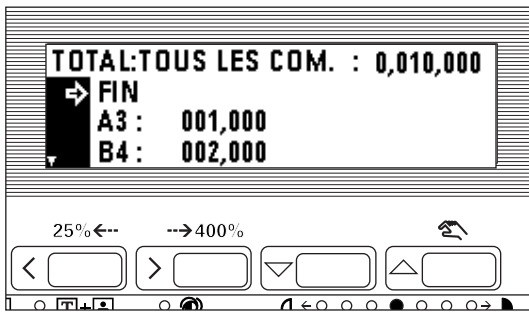 TOTAL:TOUS LES COM. : 0,010,000
FIN
A3 : 001,000
B4 : 002,000
25% 400%
T+